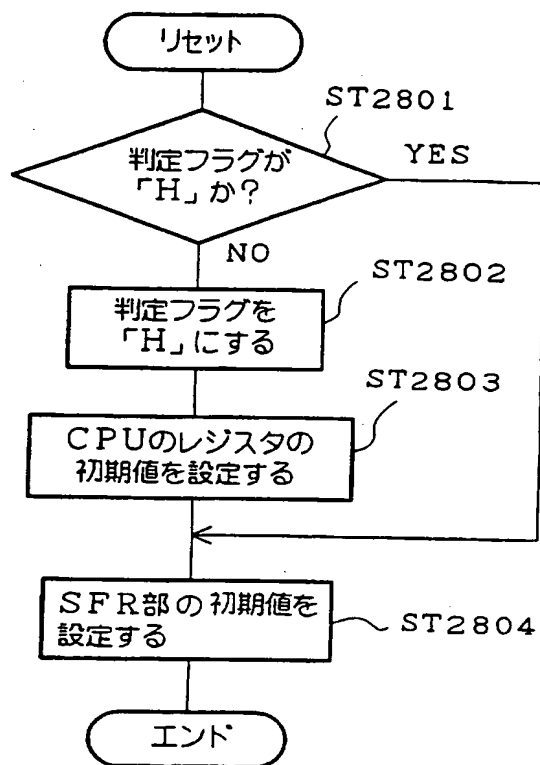 リセット
ST2801
判定フラグが
「H」か?
YES
NO
ST2802
判定フラグを
「H」にする
ST2803
CPUのレジスタの
初期値を設定する
SFR部の初期値を
設定する
ST2804
エンド